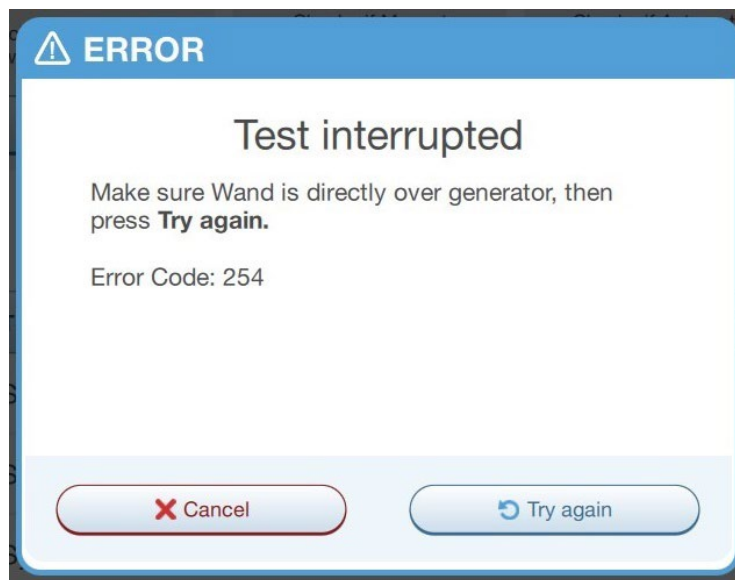 ERROR
Test interrupted
Make sure Wand is directly over generator, then
press Try again.
Error Code: 254
Cancel
Try again